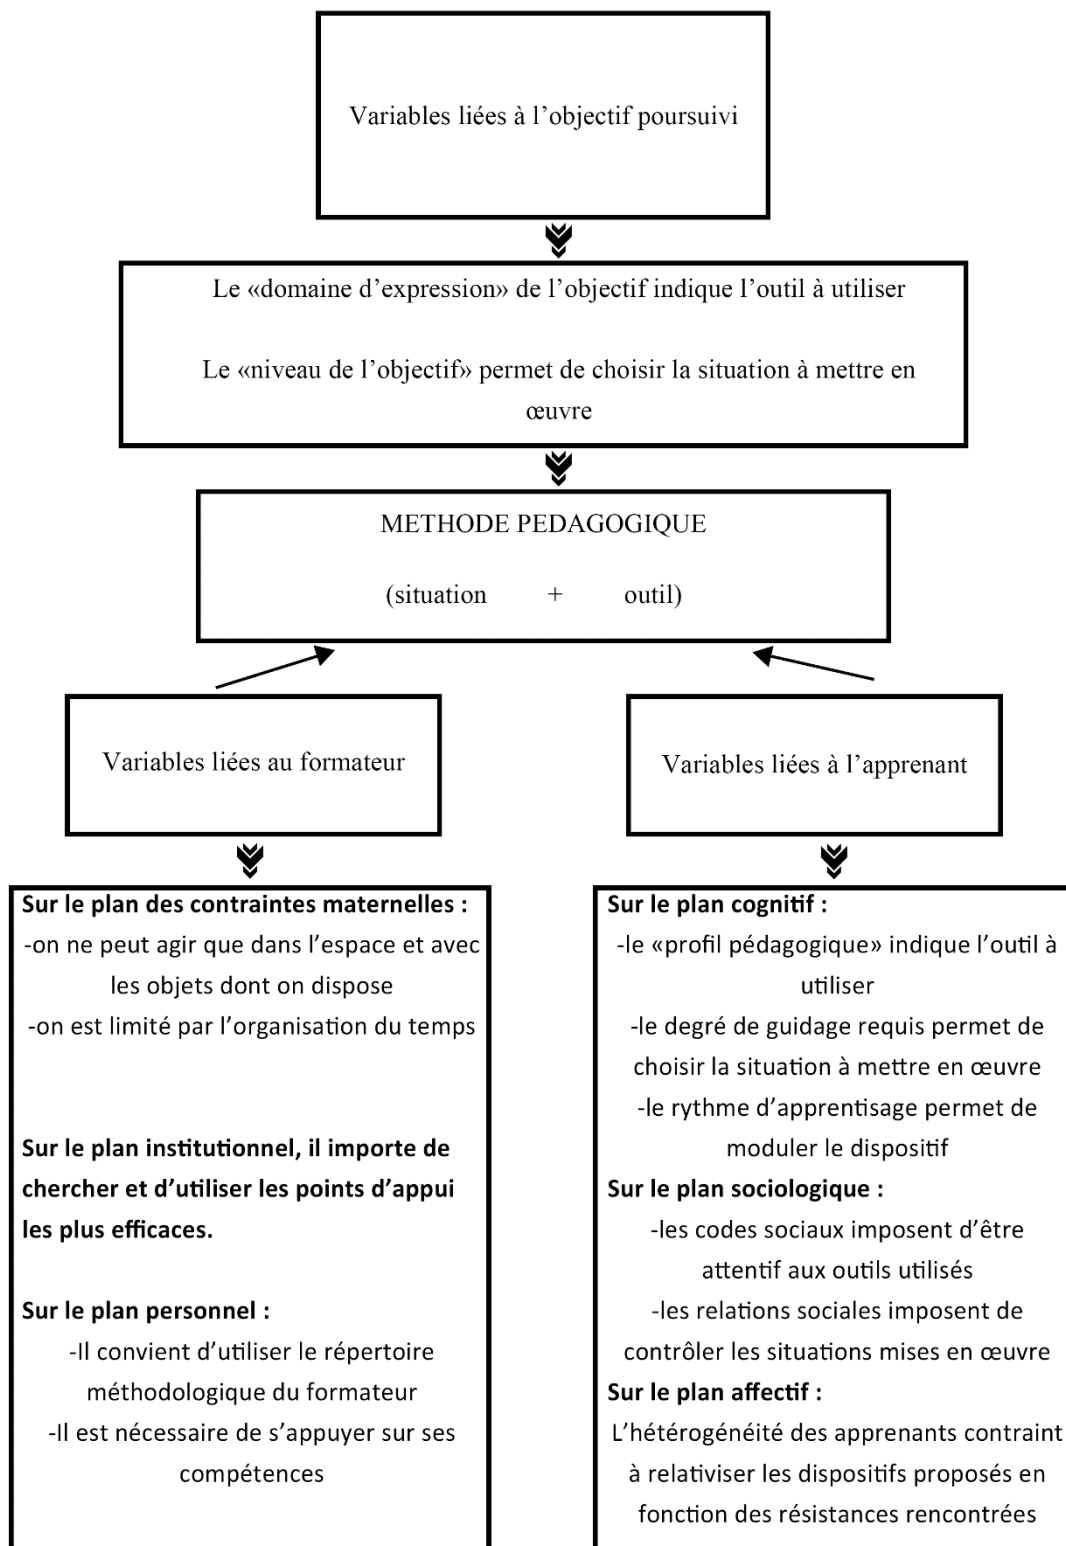 Variables liées à l’objectif poursuivi
Le «domaine d’expression» de l’objectif indique l’outil à utiliser
Le «niveau de l’objectif» permet de choisir la situation à mettre en
œuvre
METHODE PEDAGOGIQUE
(situation + outil)
Variables liées au formateur
Variables liées à l’apprenant
Sur le plan des contraintes maternelles :
-on ne peut agir que dans l’espace et avec
les objets dont on dispose
-on est limité par l’organisation du temps
Sur le plan institutionnel, il importe de
chercher et d’utiliser les points d’appui
les plus efficaces.
Sur le plan personnel :
-Il convient d’utiliser le répertoire
méthodologique du formateur
-Il est nécessaire de s’appuyer sur ses
compétences
Sur le plan cognitif :
-le «profil pédagogique» indique l’outil à
utiliser
-le degré de guidage requis permet de
choisir la situation à mettre en œuvre
-le rythme d’apprentisage permet de
moduler le dispositif
Sur le plan sociologique :
-les codes sociaux imposent d’être
attentif aux outils utilisés
-les relations sociales imposent de
contrôler les situations mises en œuvre
Sur le plan affectif :
L’hétérogénéité des apprenants contraint
à relativiser les dispositifs proposés en
fonction des résistances rencontrées